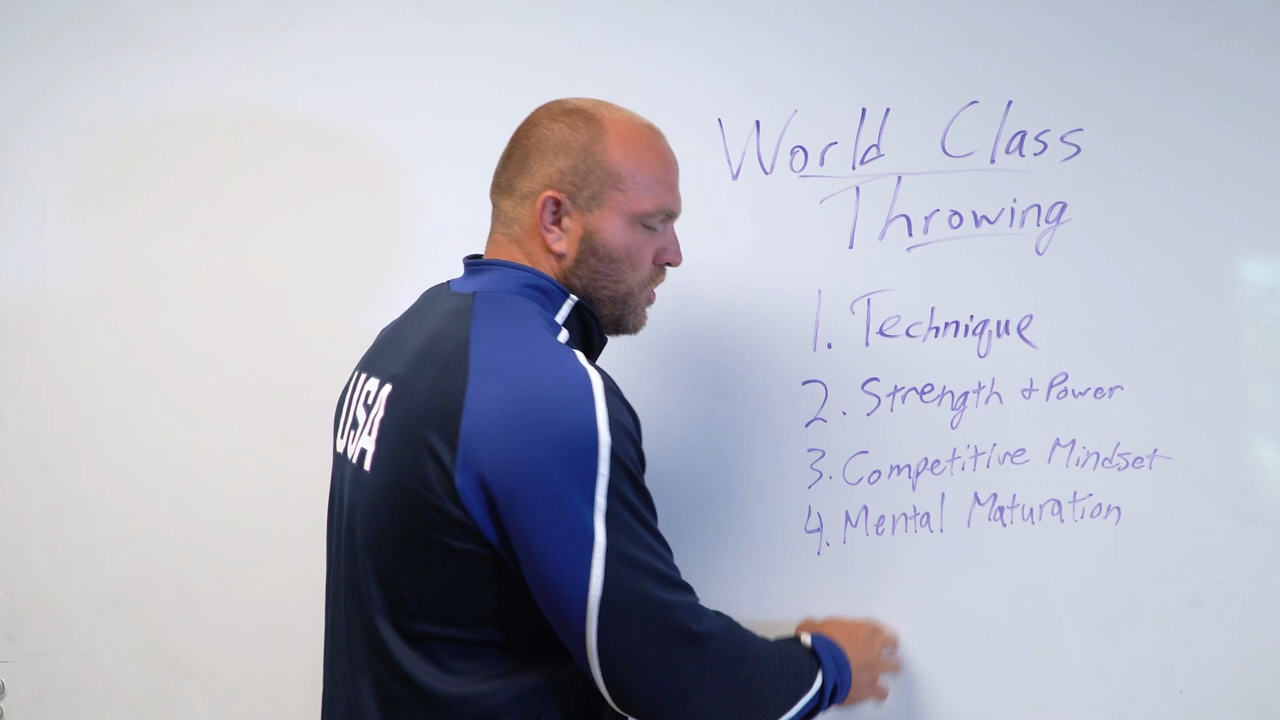 World Class
Throwing
1. Technique
2. Strength & Power
3. Competitive Mindset
4. Mental Maturation
USA